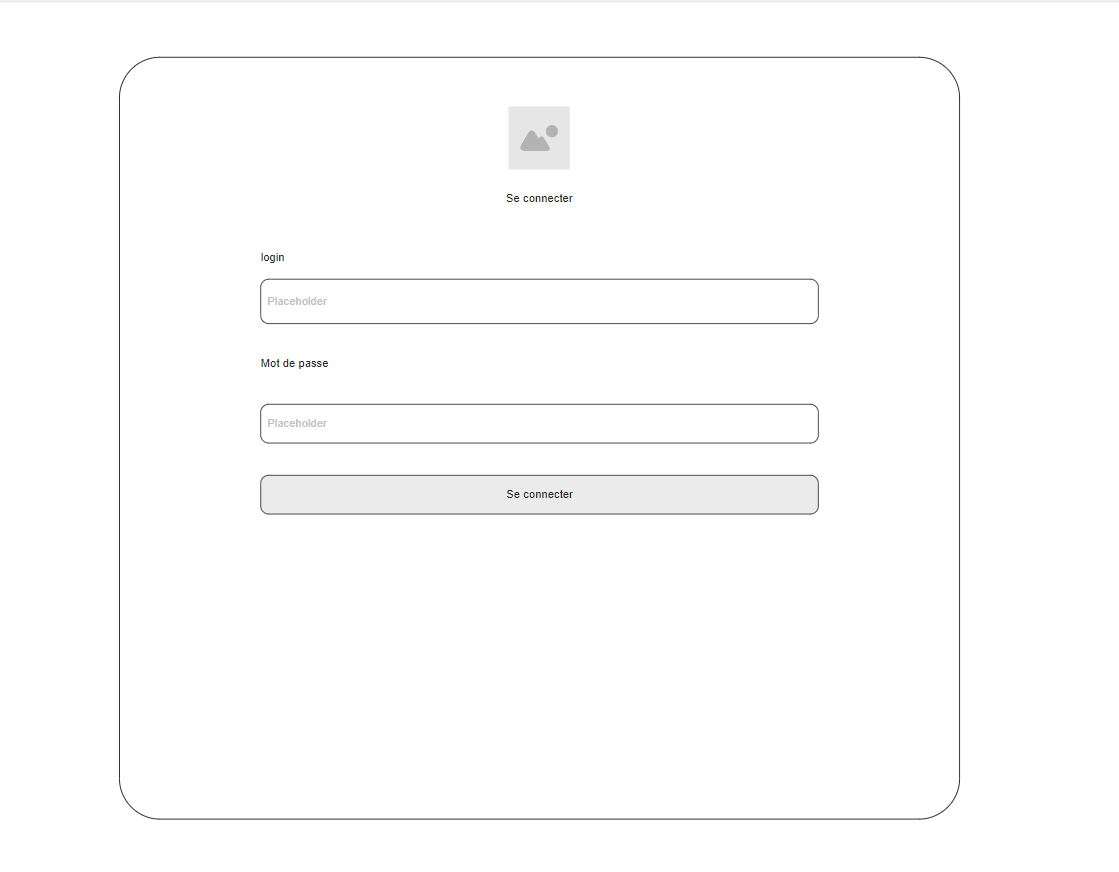 Se connecter
login
Placeholder
Mot de passe
Placeholder
Se connecter